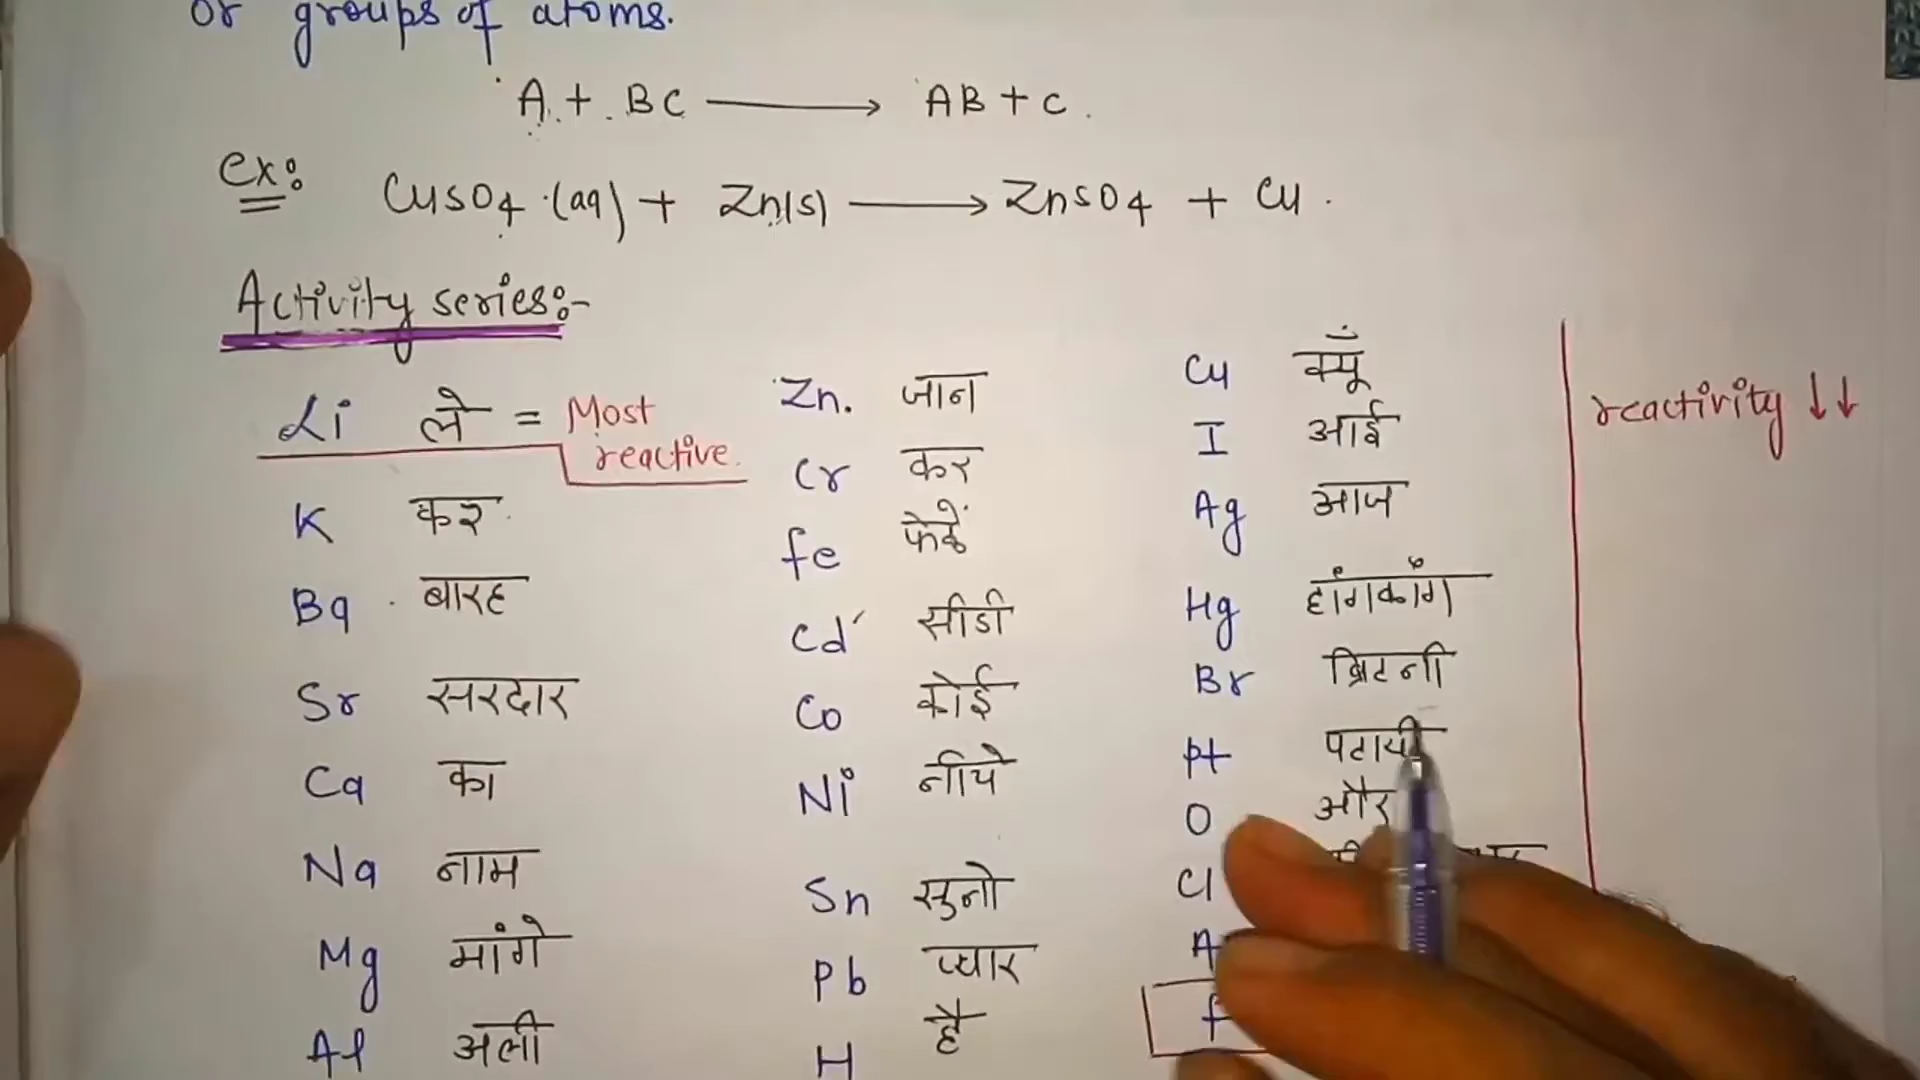 or groups of atoms.
A + BC ⟶ AB + C.
ex:
CuSO4 (aq) + Zn(s) ⟶ ZnSO4 + Cu.
Activity series:-
Li ले = Most reactive.
K कर
Ba बारह
Sr सरदार
Ca का
Na नाम
Mg मांगे
Al अली
Zn. जान
Cr कर
fe फेकें
Cd सीडी
Co कोई
Ni नीये
Sn सुनो
Pb प्यार
H है
Cu क्यूँ
I आई
Ag आज
Hg हांगकांग
Br ब्रिटनी
Pt पटायी
O और
Cl
A
f
reactivity ↓↓